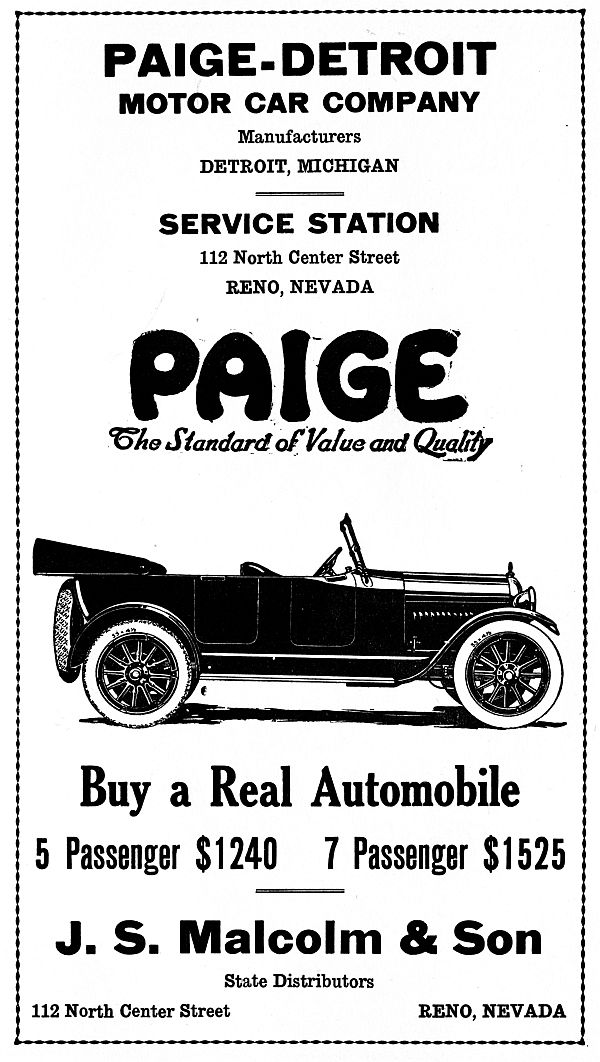 PAIGE-DETROIT
MOTOR CAR COMPANY
Manufacturers
DETROIT, MICHIGAN
SERVICE STATION
112 North Center Street
RENO, NEVADA
PAIGE
The Standard of Value and Quality
Buy a Real Automobile
5 Passenger $1240 7 Passenger $1525
J. S. Malcolm & Son
State Distributors
112 North Center Street RENO, NEVADA